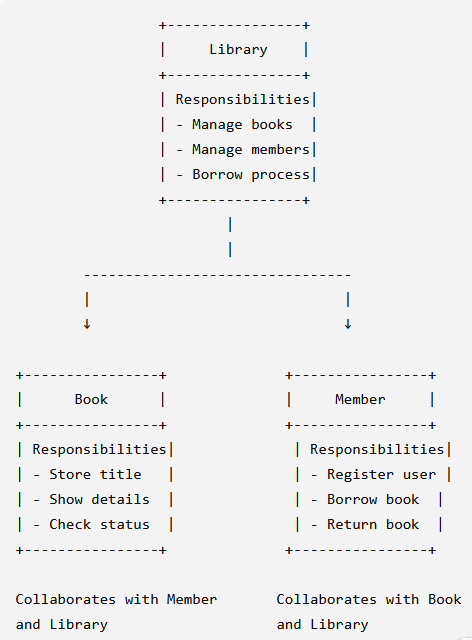 Library
Responsibilities
- Manage books
- Manage members
- Borrow process
Book
Responsibilities
- Store title
- Show details
- Check status
Collaborates with Member
and Library
Member
Responsibilities
- Register user
- Borrow book
- Return book
Collaborates with Book
and Library